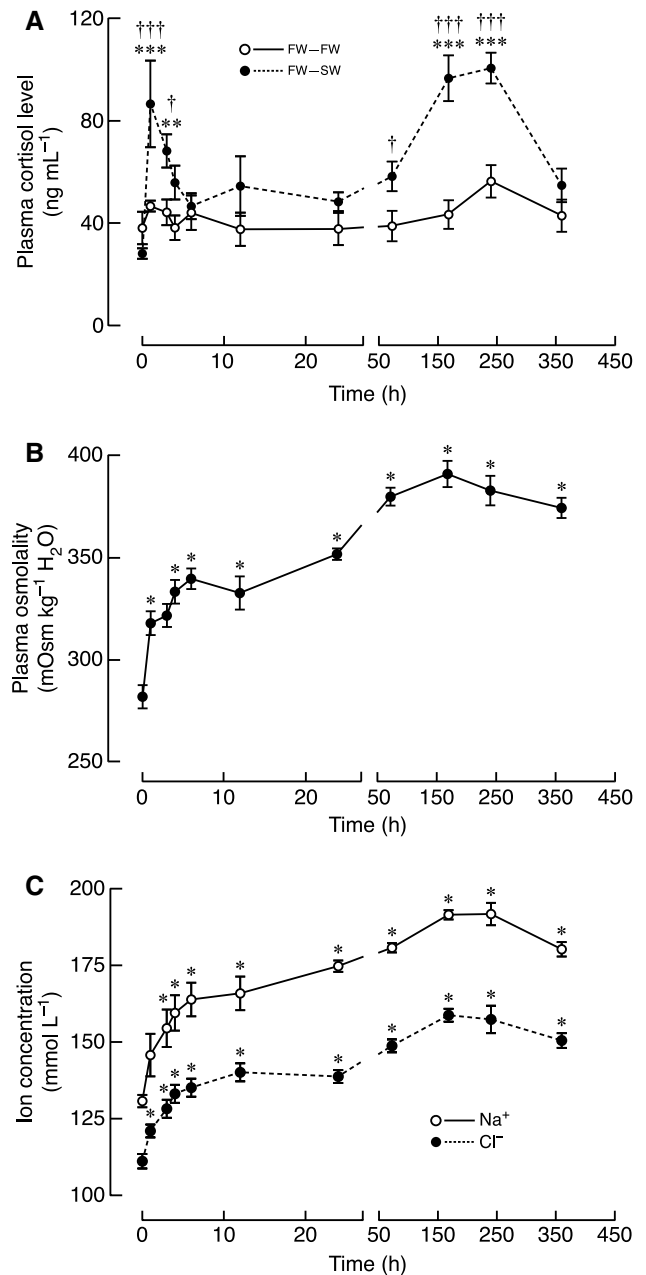 A
Plasma cortisol level
(ng mL–1)
120
80
40
0
†††
***
†
**
†
†††
***
†††
***
FW—FW
FW—SW
0 10 20 50 150 250 350 450
Time (h)
B
Plasma osmolality
(mOsm kg–1 H2O)
400
350
300
250
* * * * * * * * *
0 10 20 50 150 250 350 450
Time (h)
C
Ion concentration
(mmol L–1)
200
175
150
125
100
* * * * * * * * *
* * * * * * * * * *
Na+
Cl–
0 10 20 50 150 250 350 450
Time (h)